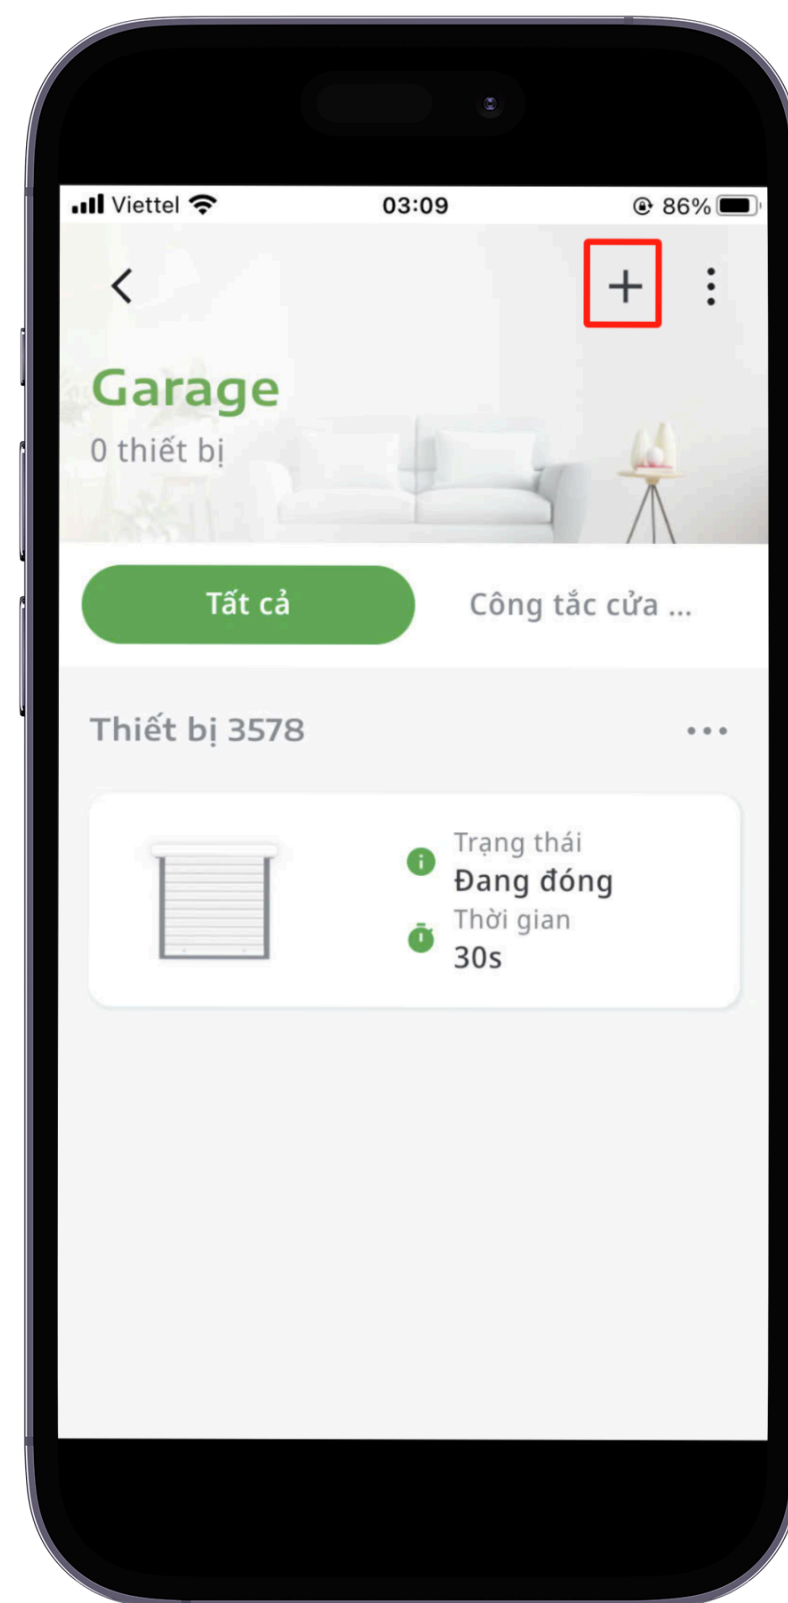 Viettel 03:09 86%
Garage
0 thiết bị
Tất cả Công tắc cửa ...
Thiết bị 3578
Trạng thái
Đang đóng
Thời gian
30s